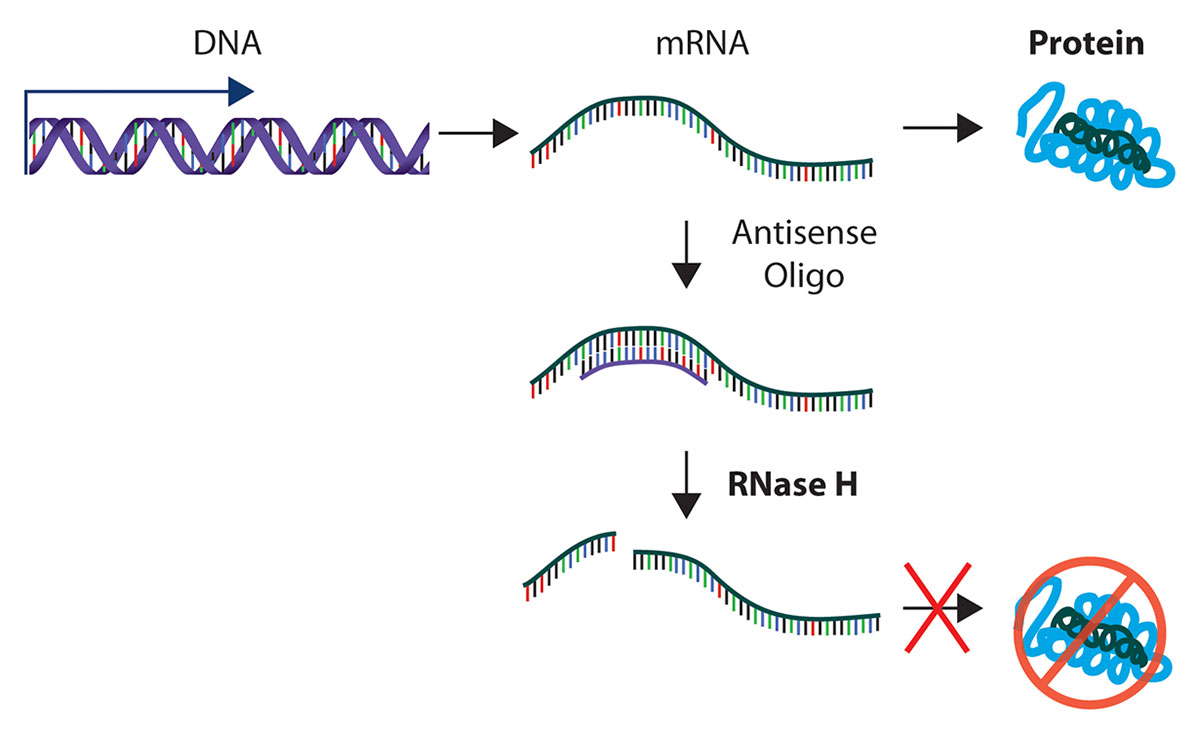 DNA
mRNA
Protein
Antisense
Oligo
RNase H